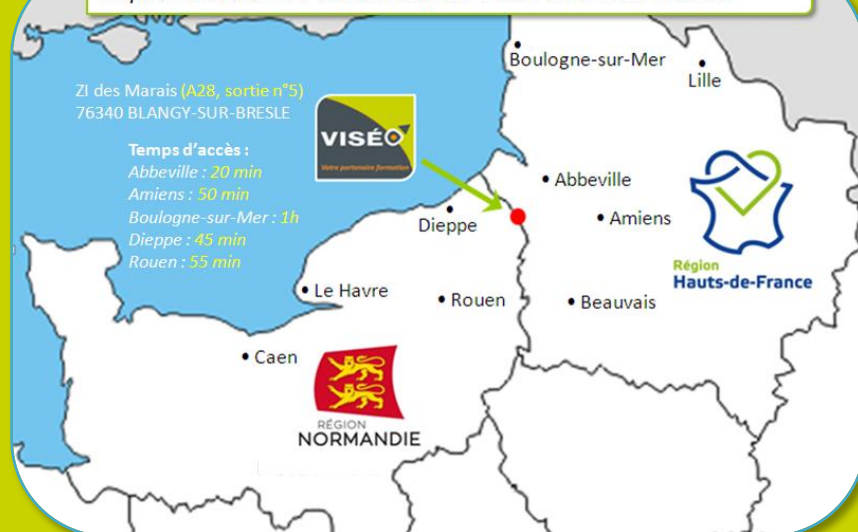 ZI des Marais (A28, sortie n°5)
76340 BLANGY-SUR-BRESLE
Temps d'accès :
Abbeville : 20 min
Amiens : 50 min
Boulogne-sur-Mer : 1h
Dieppe : 45 min
Rouen : 55 min
VISÉO
Votre partenaire formation
Boulogne-sur-Mer
Lille
Abbeville
Amiens
Dieppe
Région
Hauts-de-France
Le Havre
Rouen
Beauvais
Caen
RÉGION
NORMANDIE